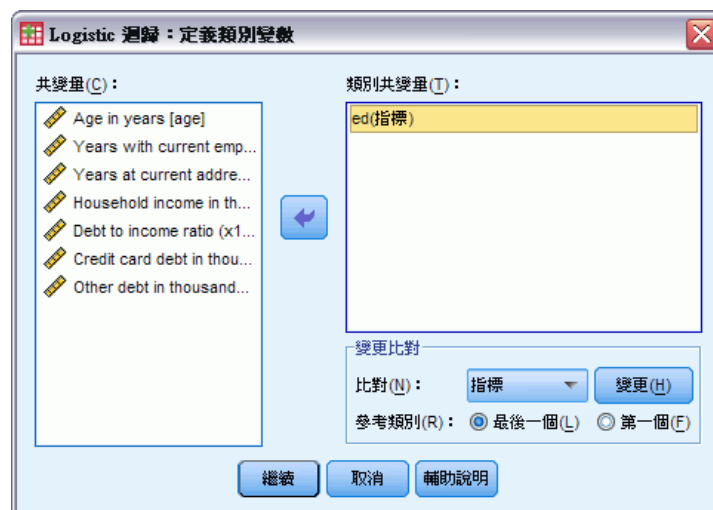 Logistic 迴歸：定義類別變數
共變量(C)：
Age in years [age]
Years with current emp...
Years at current addre...
Household income in th...
Debt to income ratio (x1...
Credit card debt in thou...
Other debt in thousand...
類別共變量(T)：
ed(指標)
變更比對
比對(N)：
指標
變更(H)
參考類別(R)：
最後一個(L)
第一個(F)
繼續
取消
輔助說明